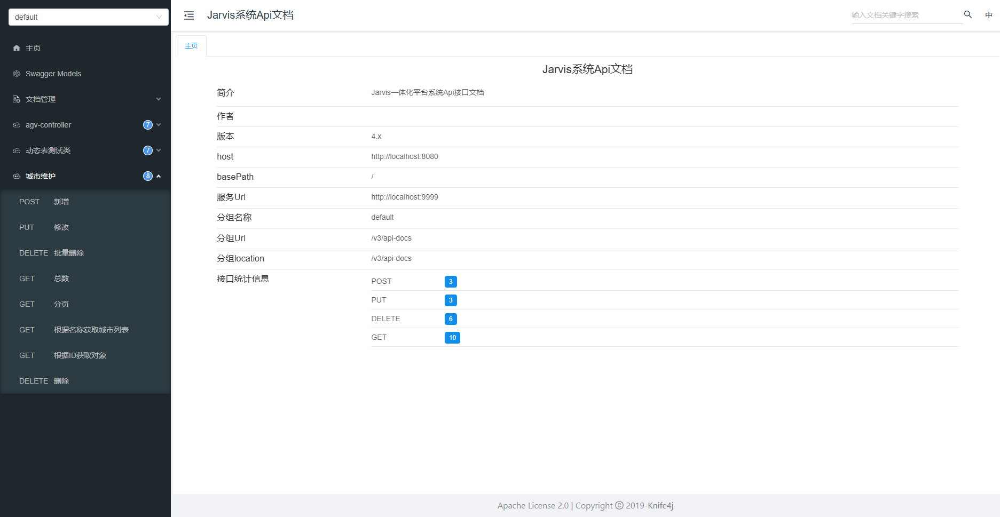 default
主页
Swagger Models
文档管理
agv-controller 7
动态表测试类 7
城市维护 8
POST 新增
PUT 修改
DELETE 批量删除
GET 总数
GET 分页
GET 根据名称获取城市列表
GET 根据ID获取对象
DELETE 删除
Jarvis系统Api文档
输入文档关键字搜索
中
主页
Jarvis系统Api文档
简介 Jarvis一体化平台系统Api接口文档
作者
版本 4.x
host http://localhost:8080
basePath /
服务Url http://localhost:9999
分组名称 default
分组Url /v3/api-docs
分组location /v3/api-docs
接口统计信息
POST 3
PUT 3
DELETE 6
GET 10
Apache License 2.0 | Copyright © 2019-Knife4j